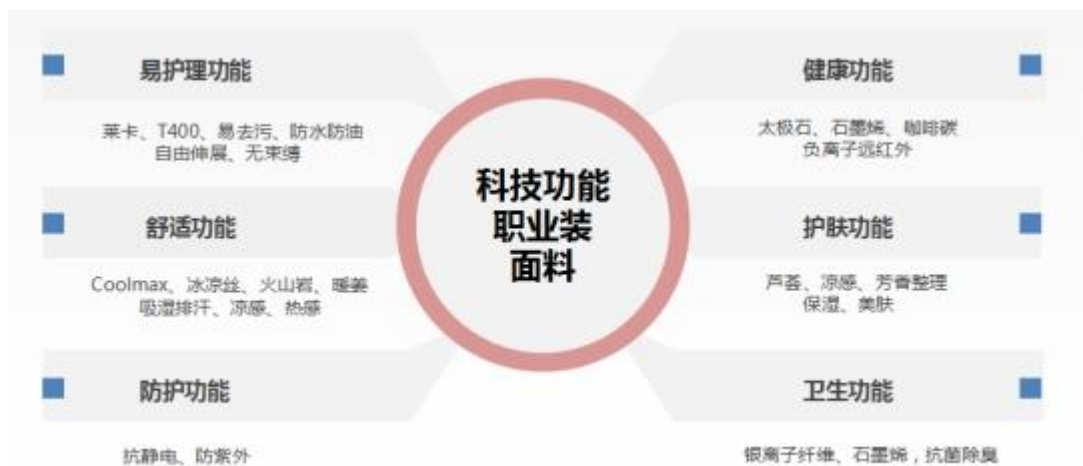 易护理功能
莱卡、T400、易去污、防水防油
自由伸展、无束缚
舒适功能
Coolmax、冰凉丝、火山岩、暖姜
吸湿排汗、凉感、热感
防护功能
抗静电、防紫外
科技功能
职业装
面料
健康功能
太极石、石墨烯、咖啡碳
负离子远红外
护肤功能
芦荟、凉感、芳香整理
保湿、美肤
卫生功能
银离子纤维、石墨烯，抗菌除臭